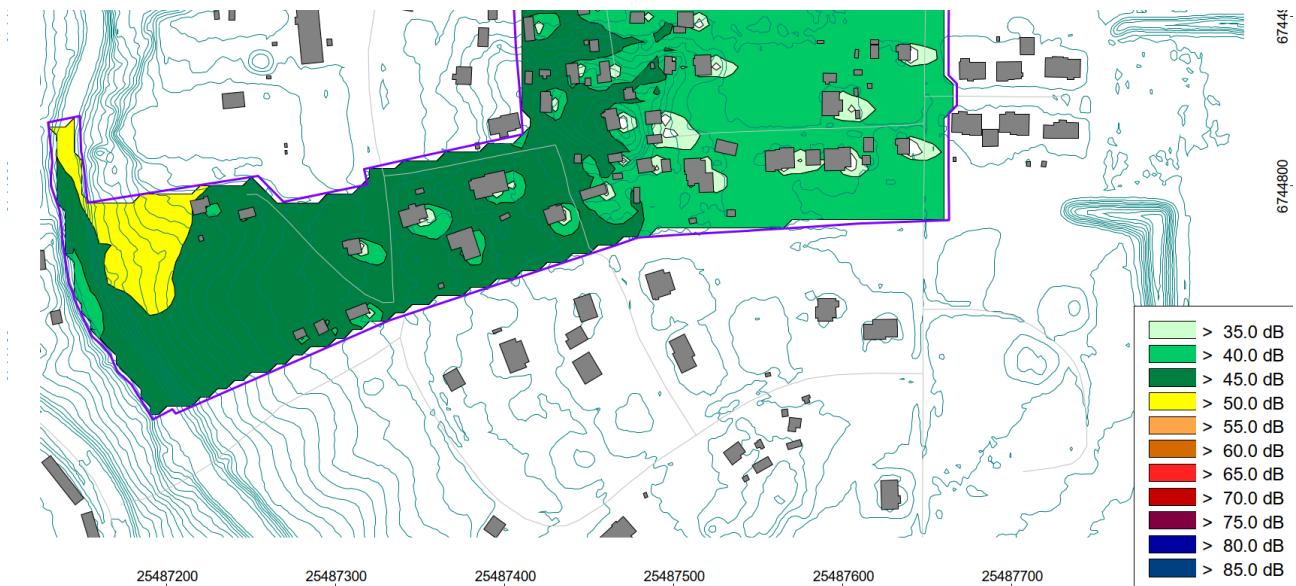 67449
6744800
> 35.0 dB
> 40.0 dB
> 45.0 dB
> 50.0 dB
> 55.0 dB
> 60.0 dB
> 65.0 dB
> 70.0 dB
> 75.0 dB
> 80.0 dB
> 85.0 dB
25487200 25487300 25487400 25487500 25487600 25487700